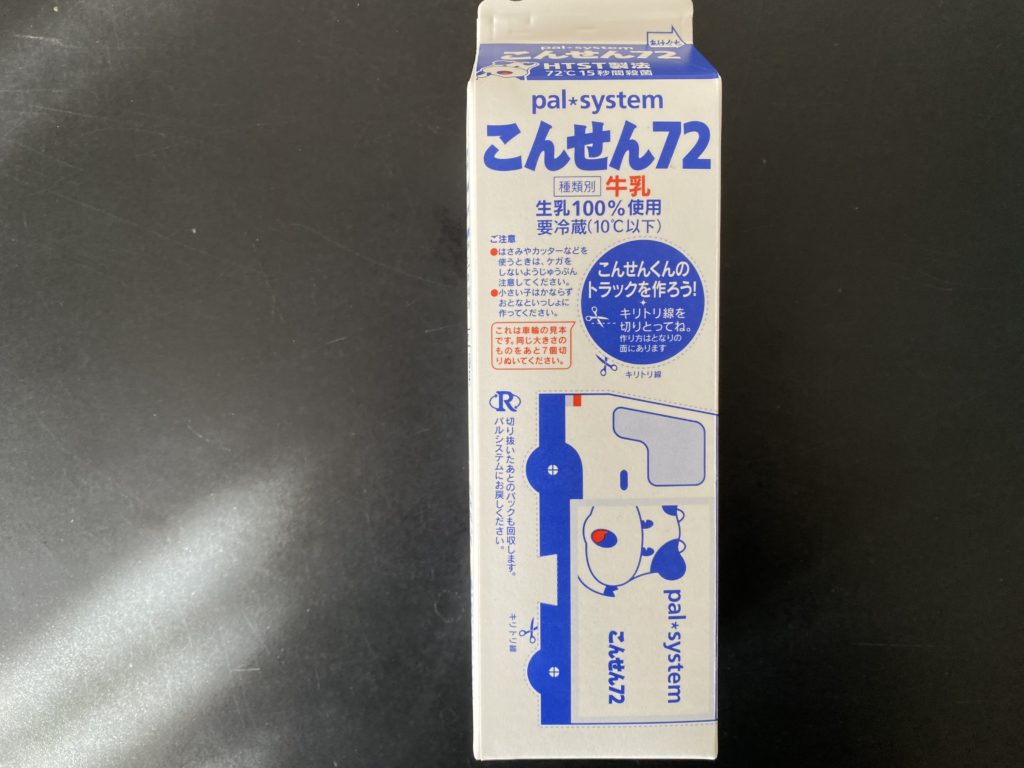 あけぐち
pal*system
こんせん72
HTST製法
72℃15秒間殺菌
pal*system
こんせん72
種類別 牛乳
生乳100%使用
要冷蔵(10℃以下)
ご注意
●はさみやカッターなどを
使うときは、ケガを
しないようじゅうぶん
注意してください。
●小さい子はかならず
おとなといっしょに
作ってください。
こんせんくんの
トラックを作ろう!
キリトリ線を
切りとってね。
作り方はとなりの
面にあります
これは車輪の見本
です。同じ大きさの
ものをあと7個切
りぬいてください。
キリトリ線
R
切り抜いたあとのパックも回収します。
パルシステムにお戻しください。
キリトリ線
pal*system
こんせん72